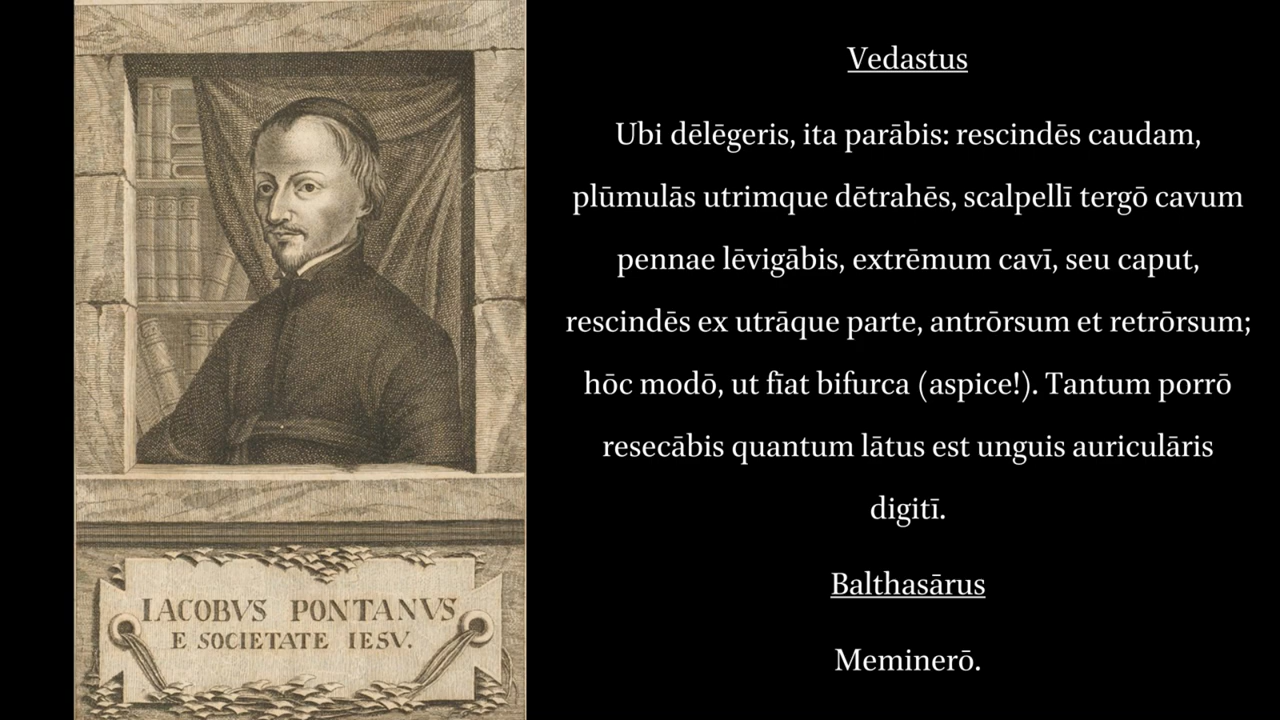 IACOBVS PONTANVS
E SOCIETATE IESV.
Vedastus
Ubi dēlēgeris, ita parābis: rescindēs caudam,
plūmulās utrimque dētrahēs, scalpellī tergō cavum
pennae lēvigābis, extrēmum cavī, seu caput,
rescindēs ex utrāque parte, antrōrsum et retrōrsum;
hōc modō, ut fīat bifurca (aspice!). Tantum porrō
resecābis quantum lātus est unguis auriculāris
digitī.
Balthasārus
Meminerō.